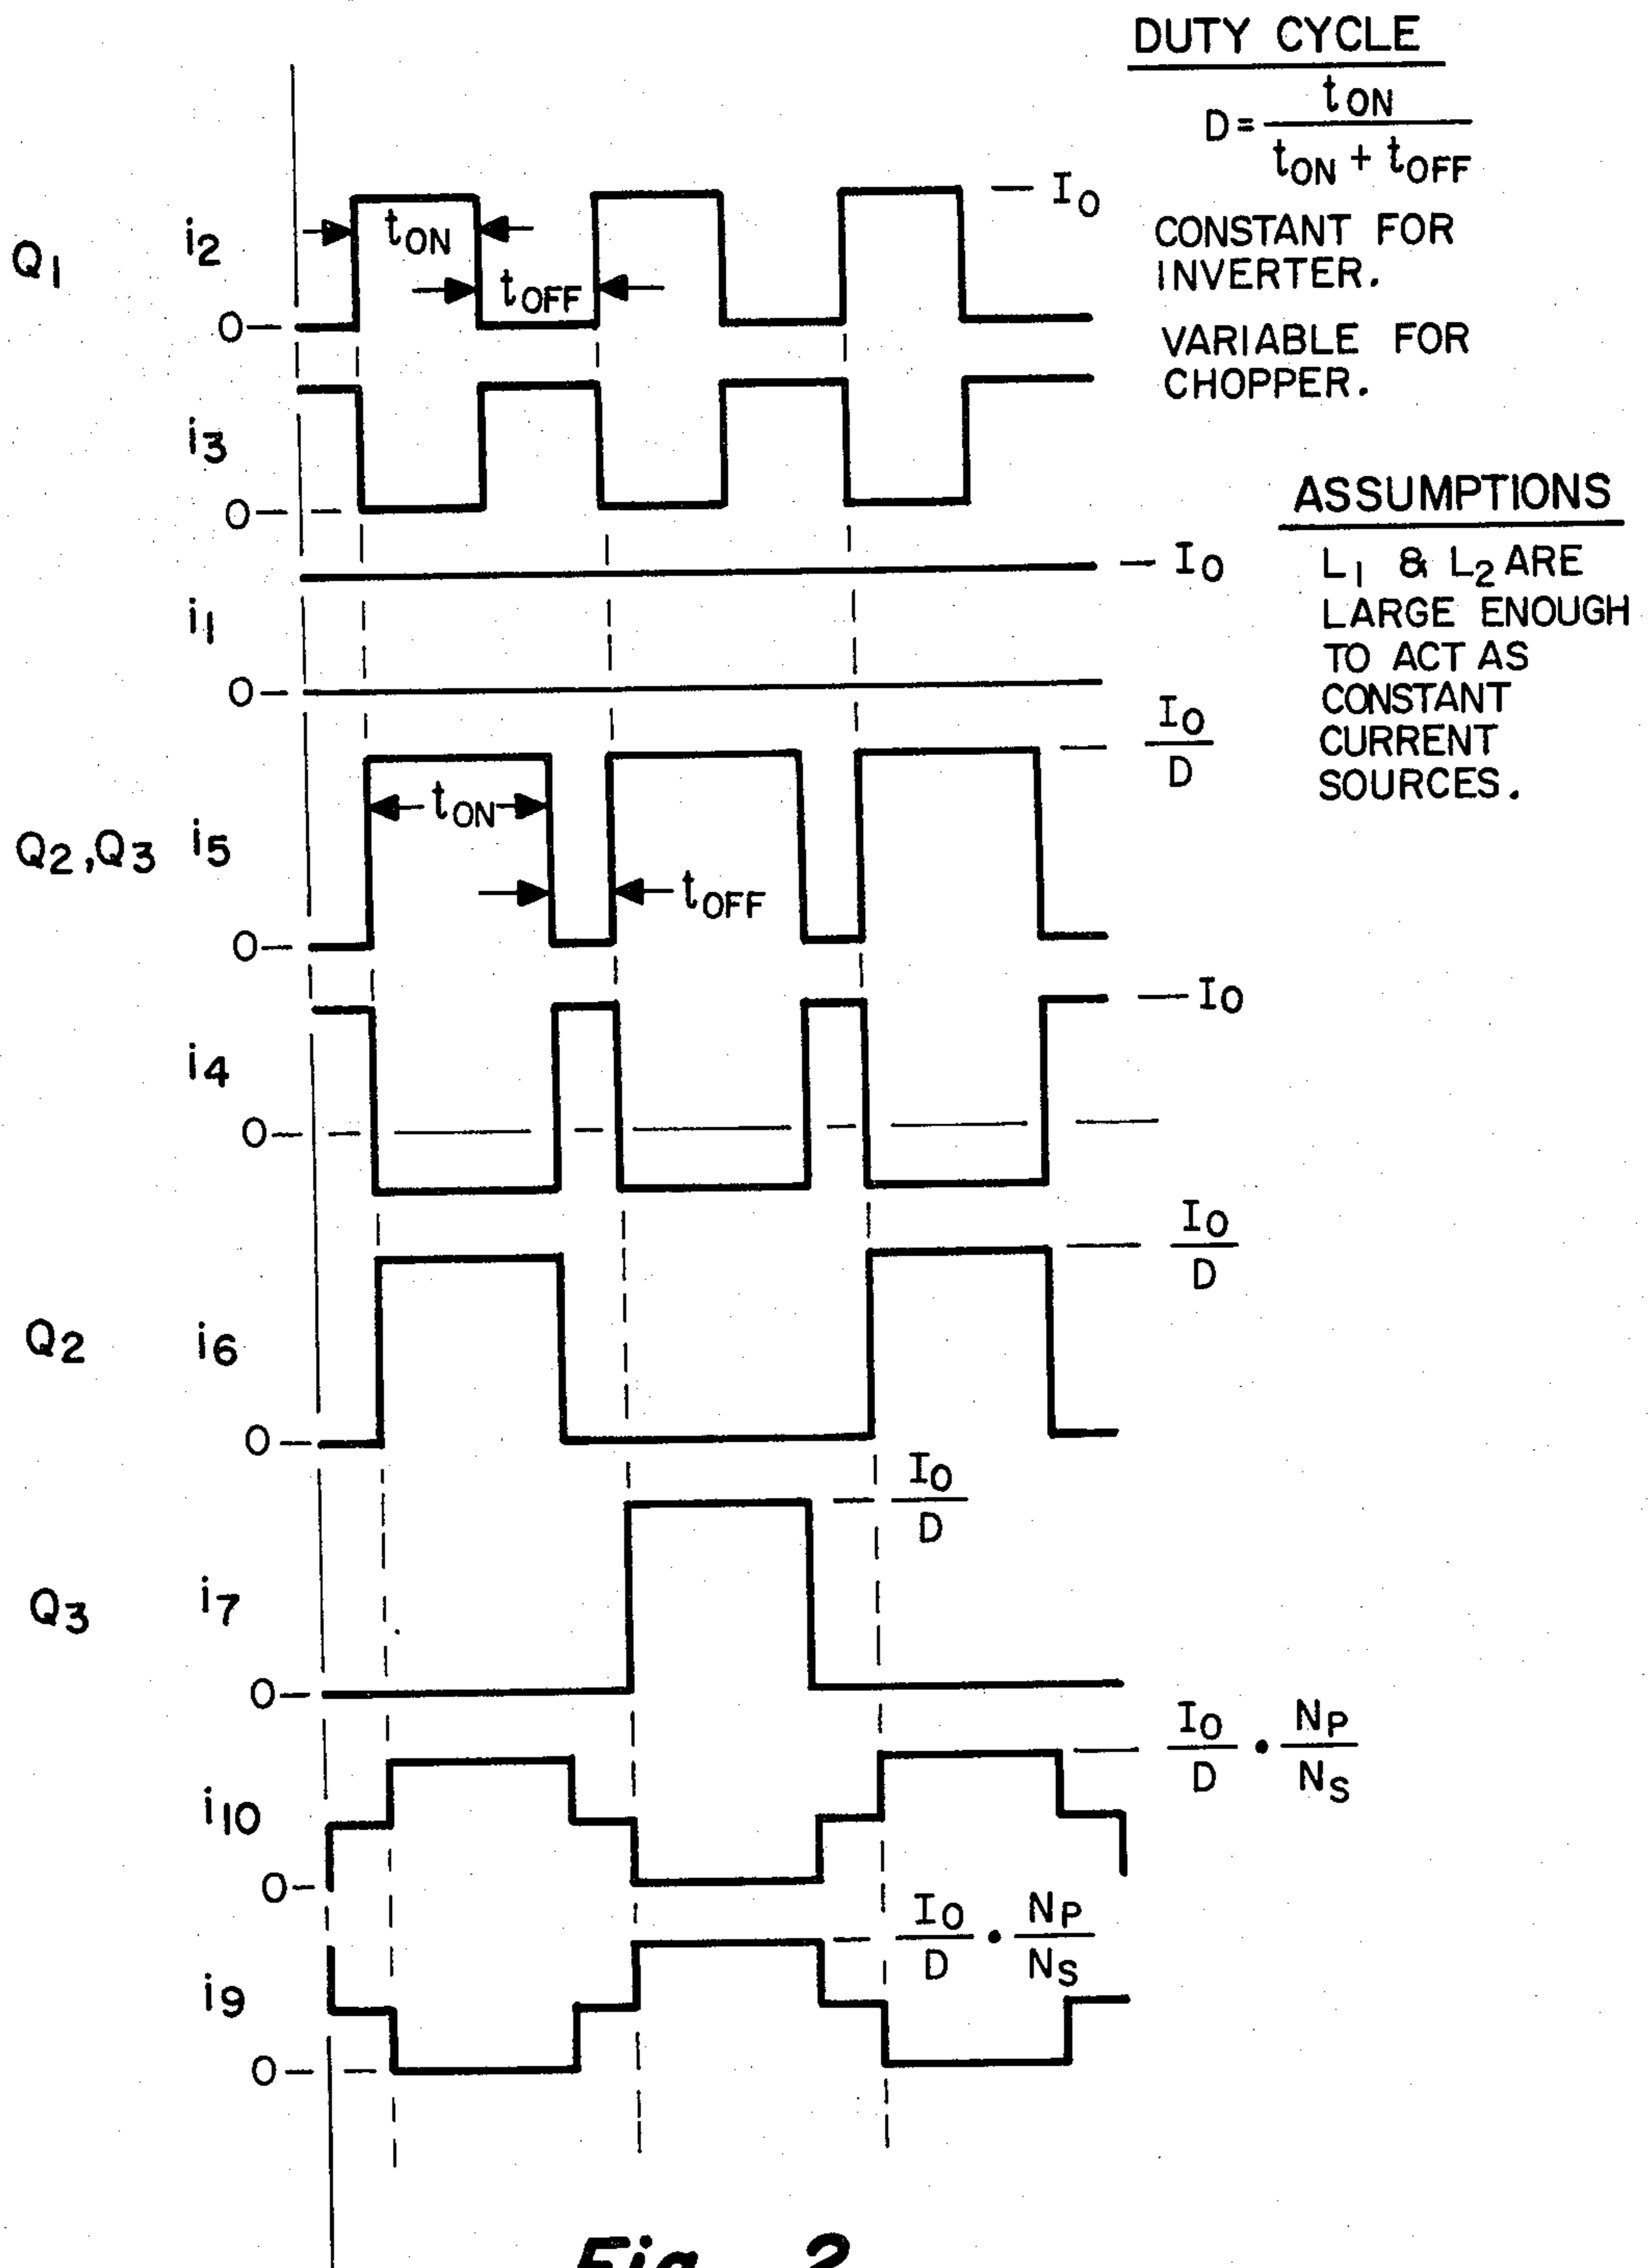 DUTY CYCLE
D = tON / tON + tOFF
CONSTANT FOR
INVERTER.
VARIABLE FOR
CHOPPER.
ASSUMPTIONS
L1 & L2 ARE
LARGE ENOUGH
TO ACT AS
CONSTANT
CURRENT
SOURCES.
Q1 i2 tON tOFF I0
0
i3
0
I0
i1
0
I0/D
Q2,Q3 i5 tON tOFF
0
I0
i4
0
I0/D
Q2 i6
0
I0/D
Q3 i7
0
I0/D • NP/NS
i10
0
I0/D • NP/NS
i9
0
Fig. 2